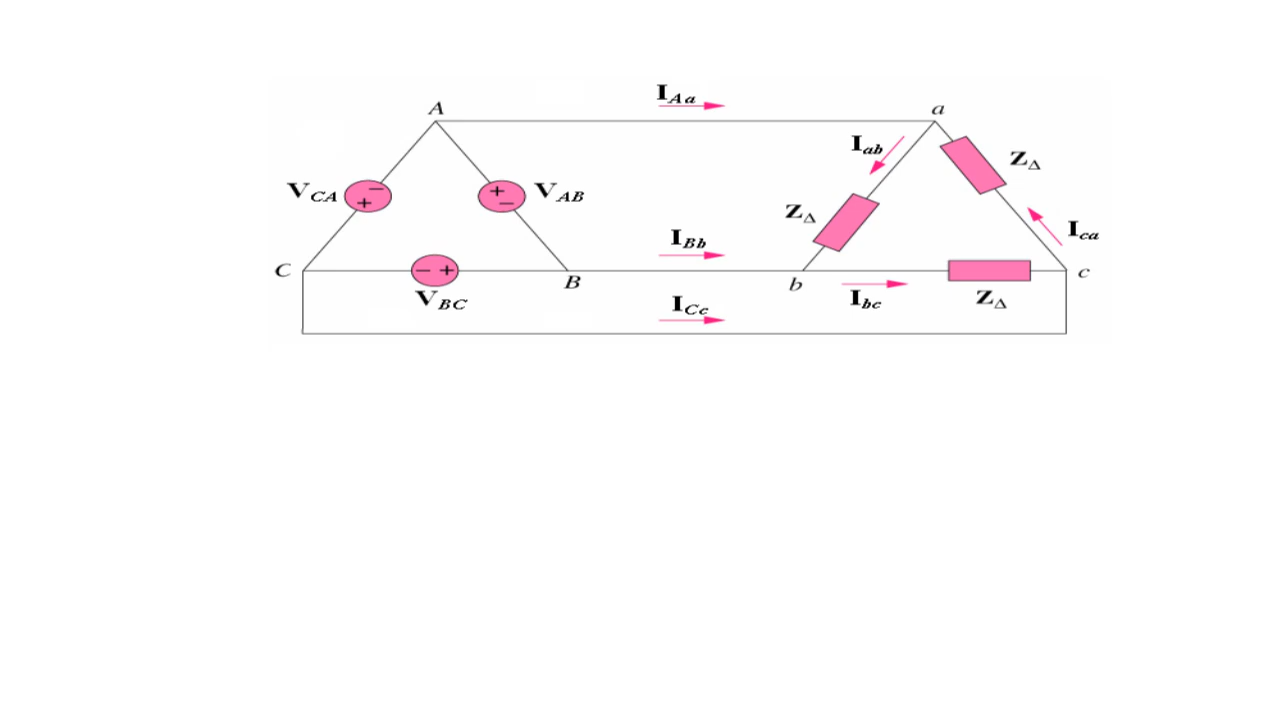 I_Aa
A
a
I_ab
Z_Δ
V_CA
−
+
+
−
V_AB
Z_Δ
I_ca
I_Bb
C
− +
B
b
c
V_BC
I_bc
Z_Δ
I_Cc